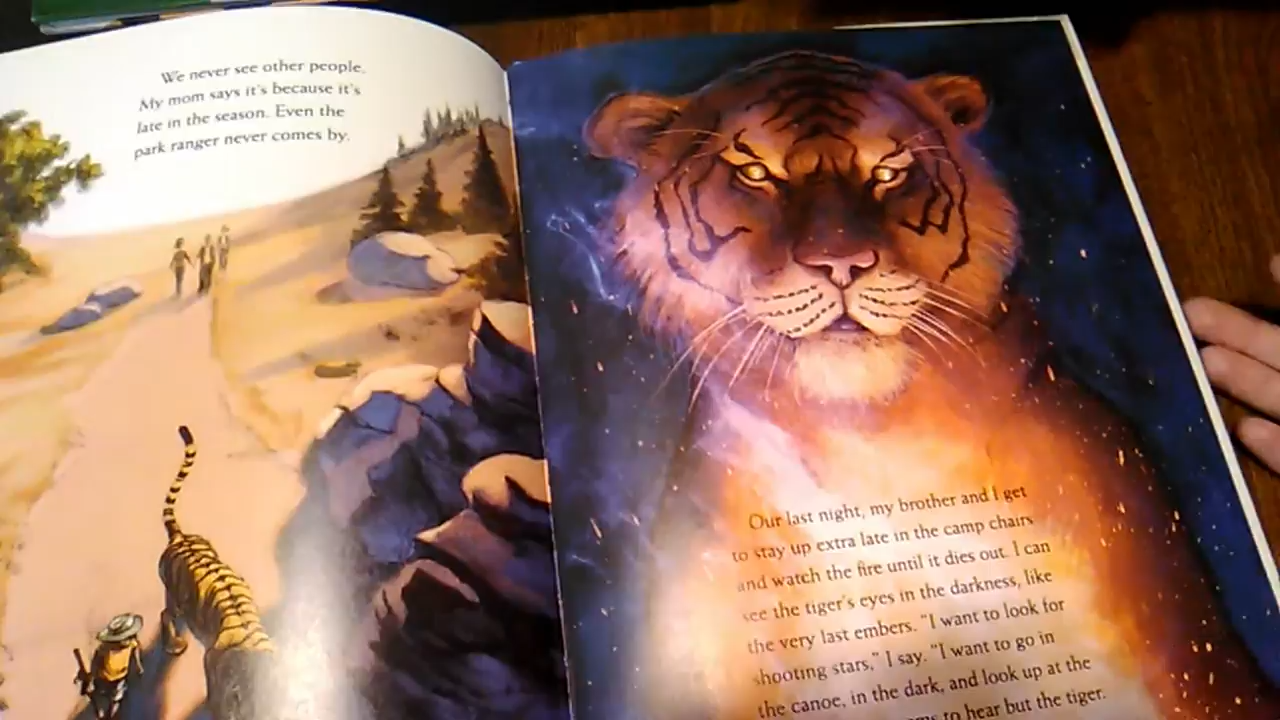 We never see other people.
My mom says it's because it's
late in the season. Even the
park ranger never comes by.
Our last night, my brother and I get
to stay up extra late in the camp chairs
and watch the fire until it dies out. I can
see the tiger's eyes in the darkness, like
the very last embers. "I want to look for
shooting stars," I say. "I want to go in
the canoe, in the dark, and look up at the
to hear but the tiger.